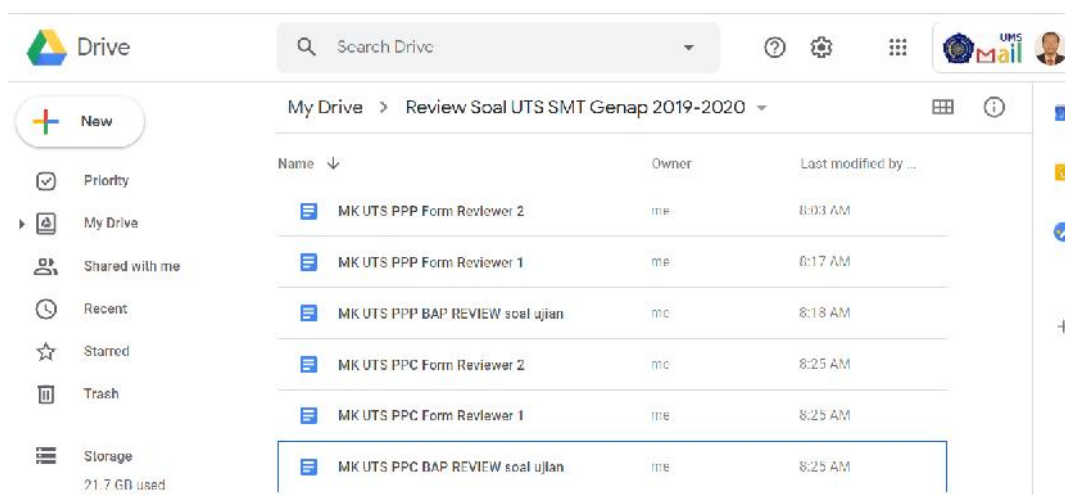 Drive
Search Drive
UMS
Mail
My Drive > Review Soal UTS SMT Genap 2019-2020
New
Name
Owner
Last modified by ...
Priority
MK UTS PPP Form Reviewer 2
me
8:03 AM
My Drive
MK UTS PPP Form Reviewer 1
me
8:17 AM
Shared with me
Recent
MK UTS PPP BAP REVIEW soal ujian
me
8:18 AM
Starred
MK UTS PPC Form Reviewer 2
me
8:25 AM
Trash
MK UTS PPC Form Reviewer 1
me
8:25 AM
Storage
MK UTS PPC BAP REVIEW soal ujian
me
8:25 AM
21.7 GB used